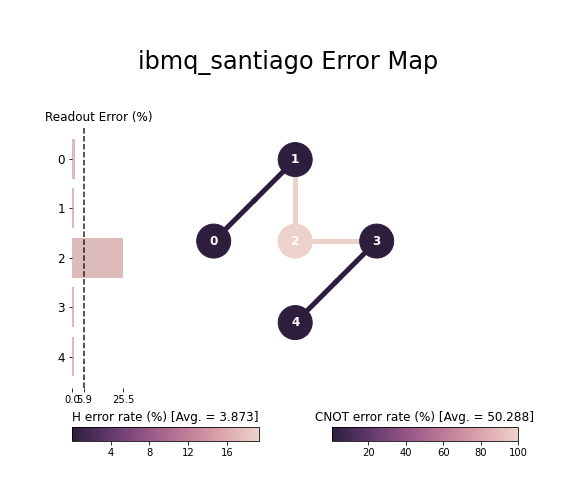 ibmq_santiago Error Map
Readout Error (%)
0
1
2
3
4
0.0 5.9 25.5
1
0 2 3
4
H error rate (%) [Avg. = 3.873]
4 8 12 16
CNOT error rate (%) [Avg. = 50.288]
20 40 60 80 100